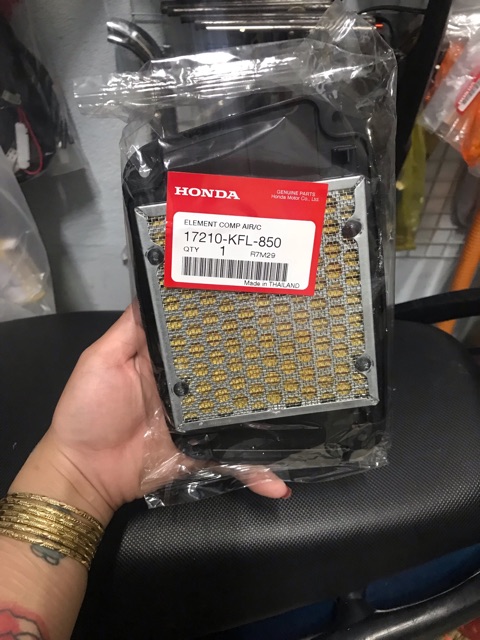 HONDA
GENUINE PARTS
Honda Motor Co., Ltd.
ELEMENT COMP AIR/C
17210-KFL-850
QTY 1 R7M29
Made in THAILAND